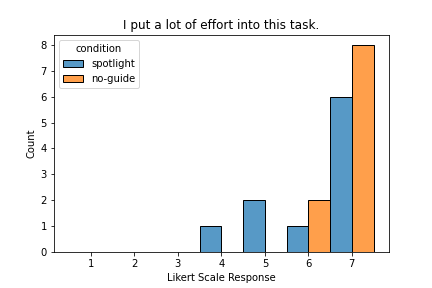 I put a lot of effort into this task.
condition
spotlight
no-guide
8
7
6
5
4
3
2
1
0
Count
1 2 3 4 5 6 7
Likert Scale Response